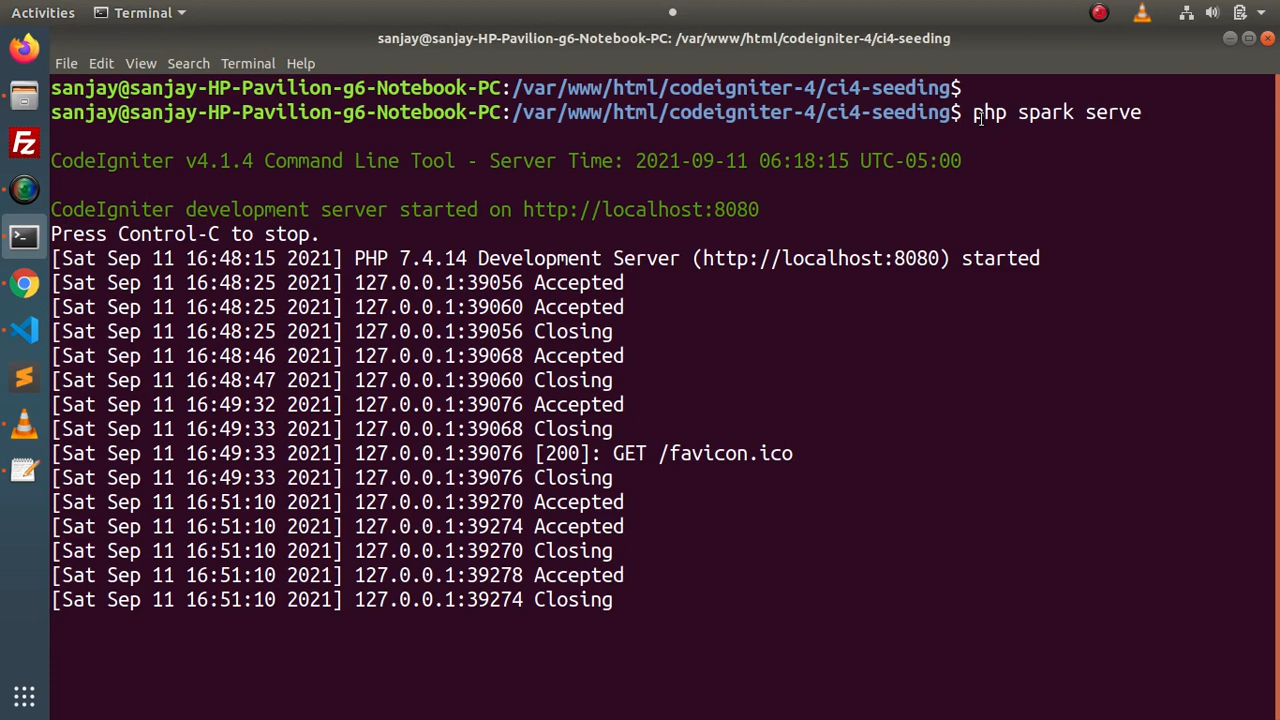 Activities Terminal
sanjay@sanjay-HP-Pavilion-g6-Notebook-PC: /var/www/html/codeigniter-4/ci4-seeding
File Edit View Search Terminal Help
sanjay@sanjay-HP-Pavilion-g6-Notebook-PC:/var/www/html/codeigniter-4/ci4-seeding$
sanjay@sanjay-HP-Pavilion-g6-Notebook-PC:/var/www/html/codeigniter-4/ci4-seeding$ php spark serve
CodeIgniter v4.1.4 Command Line Tool - Server Time: 2021-09-11 06:18:15 UTC-05:00
CodeIgniter development server started on http://localhost:8080
Press Control-C to stop.
[Sat Sep 11 16:48:15 2021] PHP 7.4.14 Development Server (http://localhost:8080) started
[Sat Sep 11 16:48:25 2021] 127.0.0.1:39056 Accepted
[Sat Sep 11 16:48:25 2021] 127.0.0.1:39060 Accepted
[Sat Sep 11 16:48:25 2021] 127.0.0.1:39056 Closing
[Sat Sep 11 16:48:46 2021] 127.0.0.1:39068 Accepted
[Sat Sep 11 16:48:47 2021] 127.0.0.1:39060 Closing
[Sat Sep 11 16:49:32 2021] 127.0.0.1:39076 Accepted
[Sat Sep 11 16:49:33 2021] 127.0.0.1:39068 Closing
[Sat Sep 11 16:49:33 2021] 127.0.0.1:39076 [200]: GET /favicon.ico
[Sat Sep 11 16:49:33 2021] 127.0.0.1:39076 Closing
[Sat Sep 11 16:51:10 2021] 127.0.0.1:39270 Accepted
[Sat Sep 11 16:51:10 2021] 127.0.0.1:39274 Accepted
[Sat Sep 11 16:51:10 2021] 127.0.0.1:39270 Closing
[Sat Sep 11 16:51:10 2021] 127.0.0.1:39278 Accepted
[Sat Sep 11 16:51:10 2021] 127.0.0.1:39274 Closing